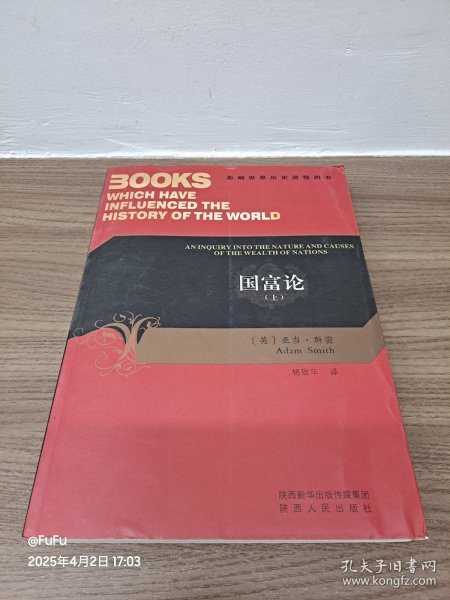 BOOKS
影响世界历史进程的书
WHICH HAVE
INFLUENCED THE
HISTORY OF THE WORLD
AN INQUIRY INTO THE NATURE AND CAUSES
OF THE WEALTH OF NATIONS
国富论
（上）
〔英〕亚当·斯密
Adam Smith
杨敬年 译
陕西新华出版传媒集团
陕西人民出版社
@FuFu
2025年4月2日 17:03
孔夫子旧书网
www.kongfz.com